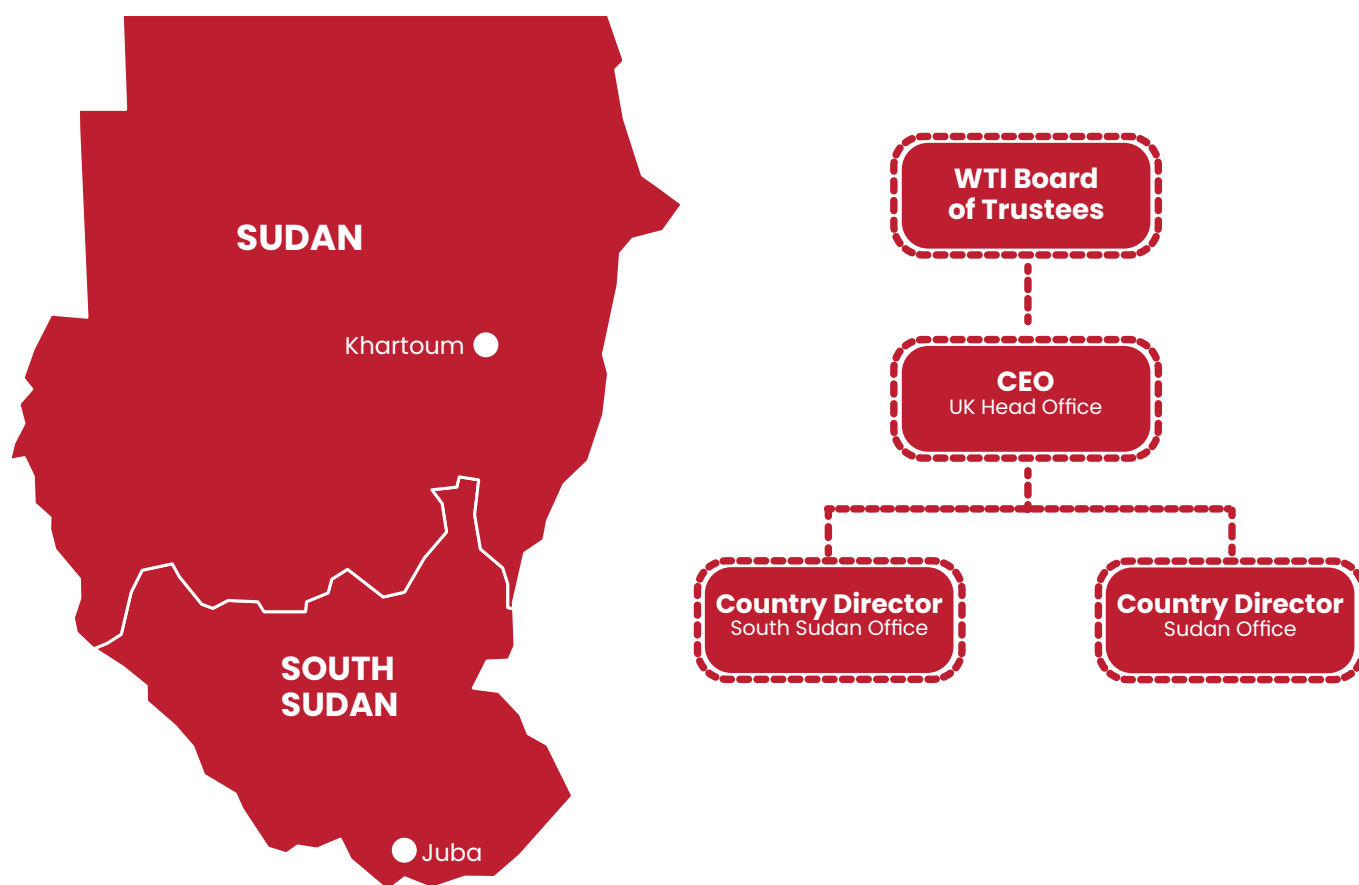 SUDAN
Khartoum
SOUTH
SUDAN
Juba
WTI Board
of Trustees
CEO
UK Head Office
Country Director
South Sudan Office
Country Director
Sudan Office